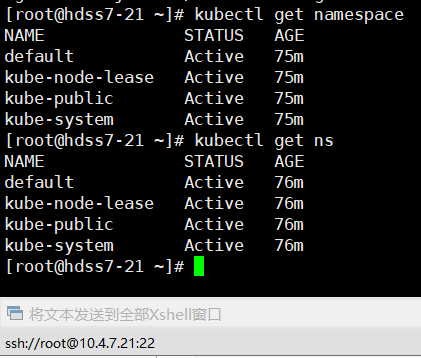 [root@hdss7-21 ~]# kubectl get namespace
NAME STATUS AGE
default Active 75m
kube-node-lease Active 75m
kube-public Active 75m
kube-system Active 75m
[root@hdss7-21 ~]# kubectl get ns
NAME STATUS AGE
default Active 76m
kube-node-lease Active 76m
kube-public Active 76m
kube-system Active 76m
[root@hdss7-21 ~]#
将文本发送到全部Xshell窗口
ssh://root@10.4.7.21:22